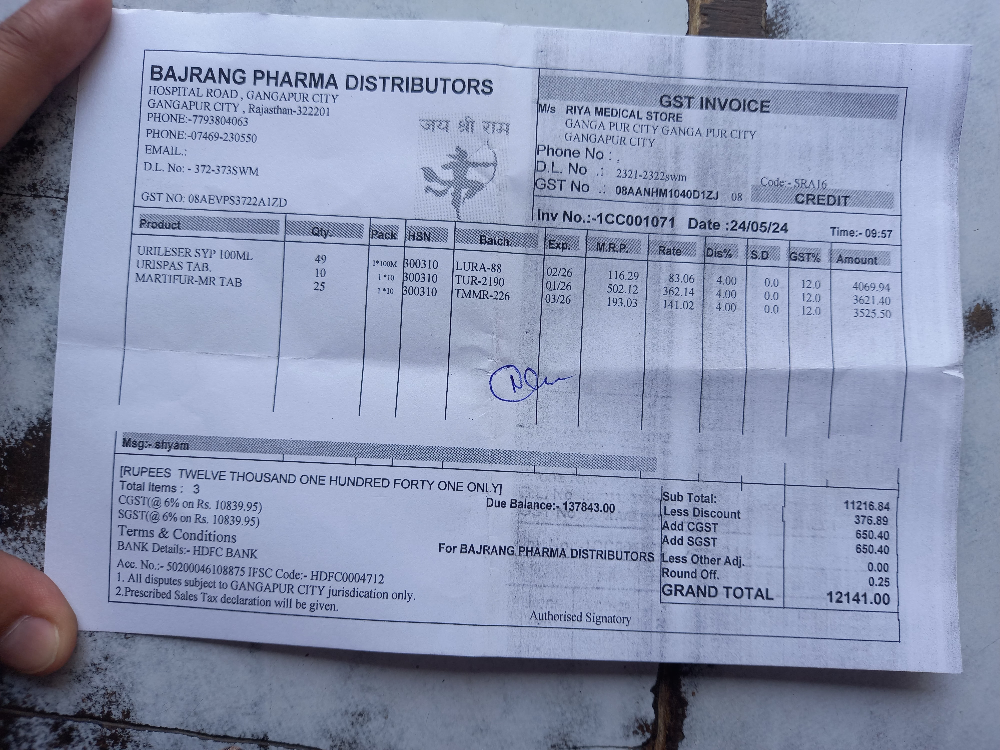 BAJRANG PHARMA DISTRIBUTORS
HOSPITAL ROAD, GANGAPUR CITY
GANGAPUR CITY, Rajasthan-322201
PHONE:-7793804063
PHONE:-07469-230550
EMAIL.:
D.L. No: - 372-373SWM
GST NO: 08AEVPS3722A1ZD
जय श्री राम
GST INVOICE
M/s RIYA MEDICAL STORE
GANGA PUR CITY GANGA PUR CITY
GANGAPUR CITY
Phone No : ,
D.L. No .: 2321-2322swm Code:- SRA16
GST No .: 08AANHM1040D1ZJ 08 CREDIT
Inv No.:-1CC001071 Date :24/05/24 Time:- 09:57
Product Qty. Pack HSN Batch Exp. M.R.P. Rate Dis% S.D GST% Amount
URILESER SYP 100ML 49 1*100M 300310 LURA-88 02/26 116.29 83.06 4.00 0.0 12.0 4069.94
URISPAS TAB. 10 1 *10 300310 TUR-2190 01/26 502.12 362.14 4.00 0.0 12.0 3621.40
MARTIFUR-MR TAB 25 1 *10 300310 TMMR-226 03/26 193.03 141.02 4.00 0.0 12.0 3525.50
Msg:- shyam
[RUPEES TWELVE THOUSAND ONE HUNDRED FORTY ONE ONLY]
Total Items : 3
Due Balance:- 137843.00
CGST(@ 6% on Rs. 10839.95)
SGST(@ 6% on Rs. 10839.95)
Terms & Conditions
BANK Details:- HDFC BANK
For BAJRANG PHARMA DISTRIBUTORS
Acc. No.:- 50200046108875 IFSC Code:- HDFC0004712
1. All disputes subject to GANGAPUR CITY jurisdication only.
2.Prescribed Sales Tax declaration will be given.
Authorised Signatory
Sub Total: 11216.84
Less Discount 376.89
Add CGST 650.40
Add SGST 650.40
Less Other Adj. 0.00
Round Off. 0.25
GRAND TOTAL 12141.00